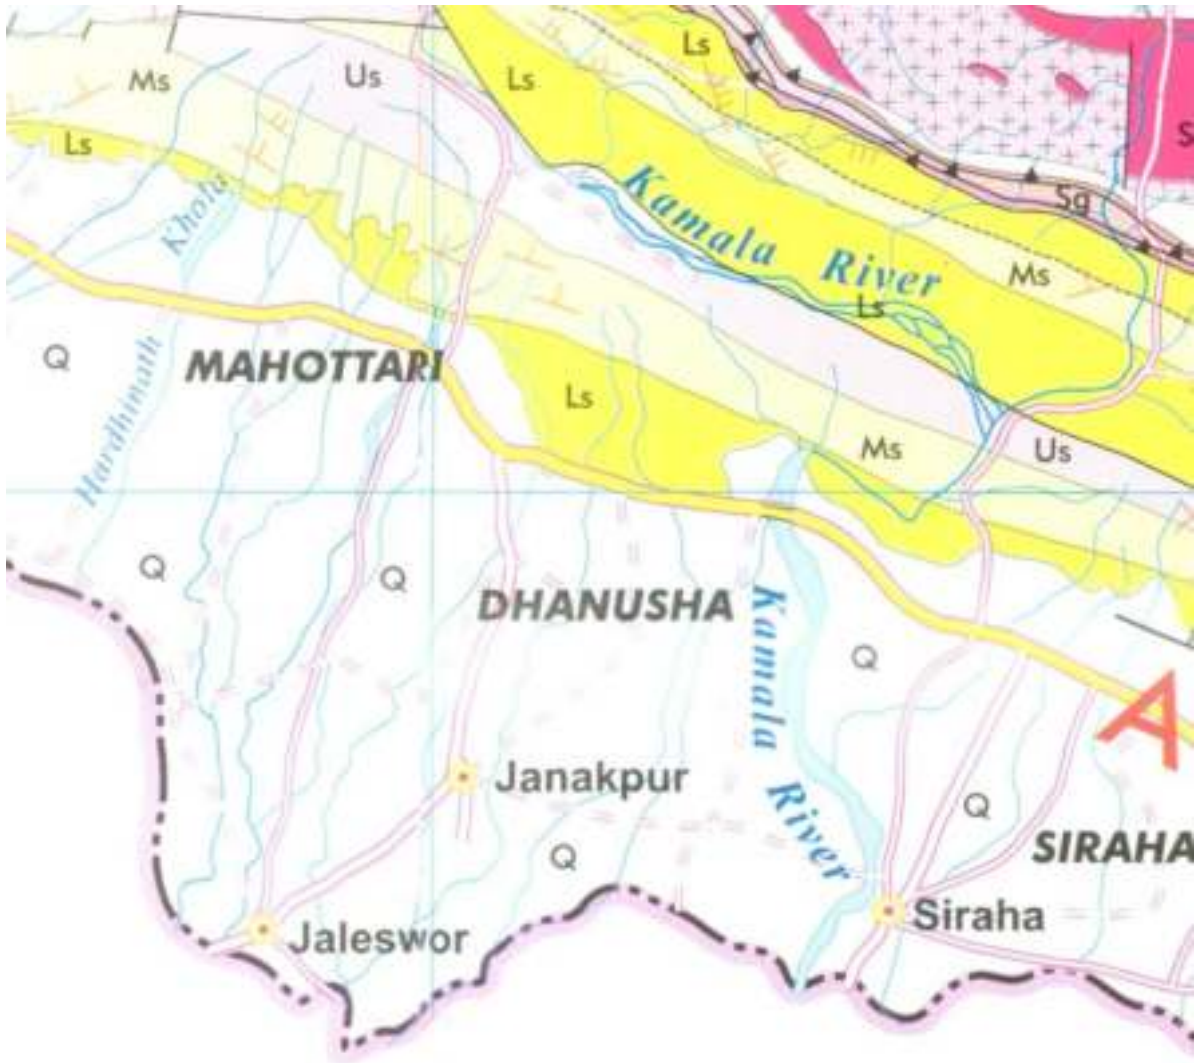 Ls
Ms
Us
Ls
Ls
Kamala River
Khola
Sg
S
Ls
Ms
Q
MAHOTTARI
Hardhinath
Ls
Ms
Us
Q
Q
DHANUSHA
Kamala River
Q
A
Janakpur
Q
Q
SIRAHA
Siraha
Jaleswor